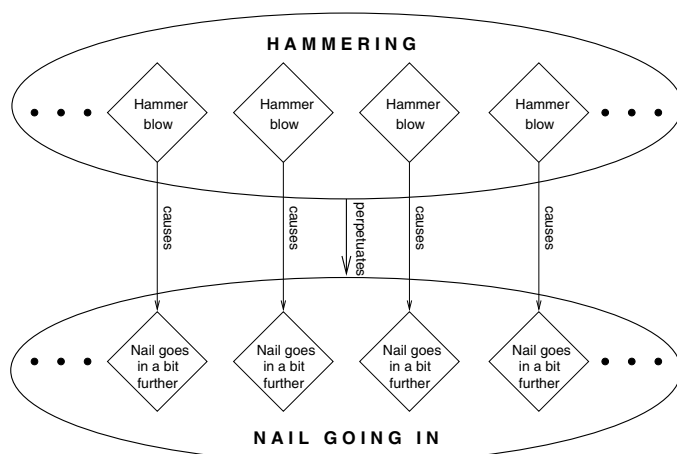 HAMMERING
Hammer
blow
Hammer
blow
Hammer
blow
Hammer
blow
causes
causes
perpetuates
causes
causes
Nail goes
in a bit
further
Nail goes
in a bit
further
Nail goes
in a bit
further
Nail goes
in a bit
further
NAIL GOING IN